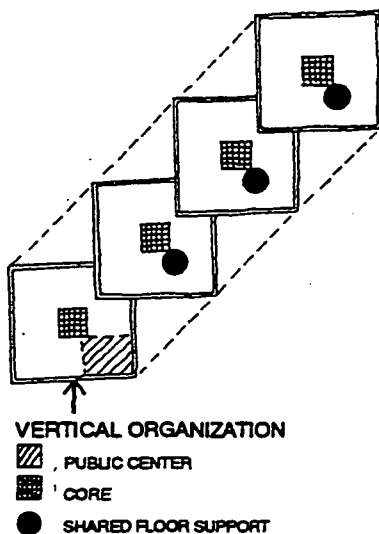 VERTICAL ORGANIZATION
, PUBLIC CENTER
' CORE
SHARED FLOOR SUPPORT